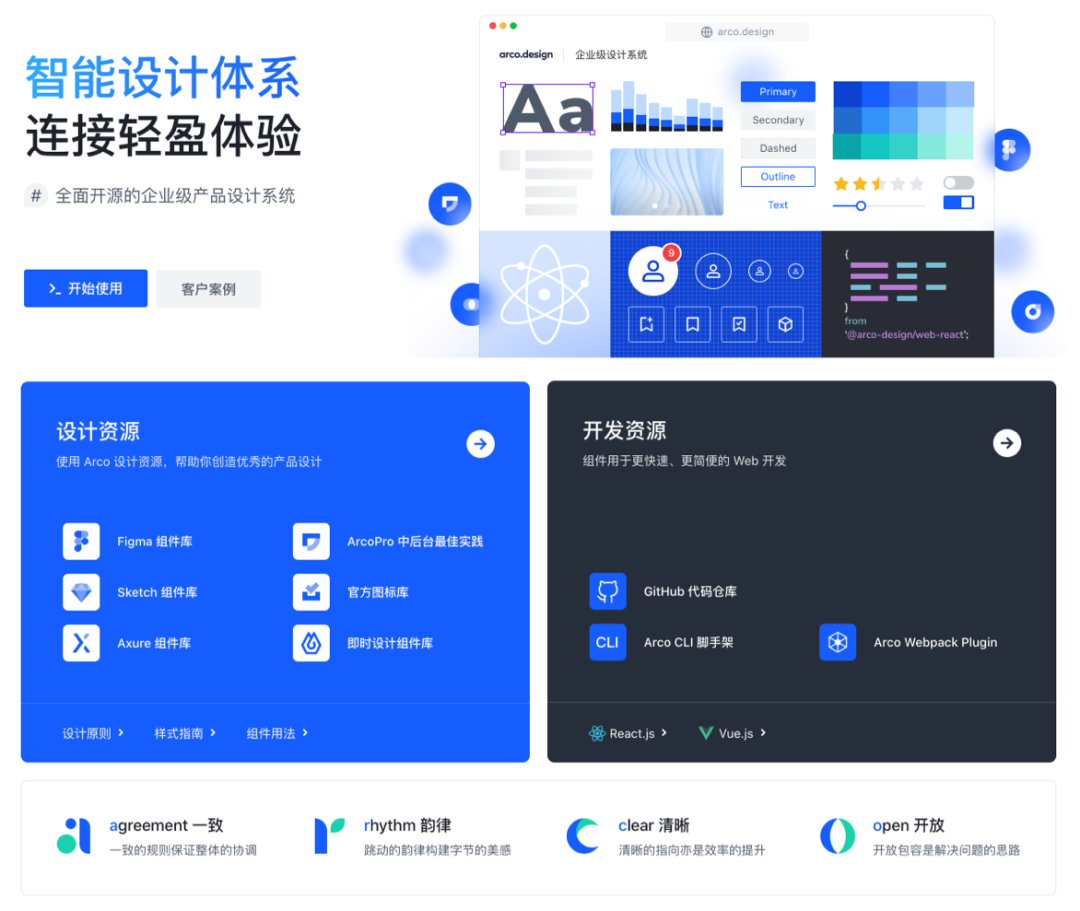 智能设计体系
连接轻盈体验
# 全面开源的企业级产品设计系统
>_ 开始使用
客户案例
arco.design
arco.design 企业级设计系统
Aa
Primary
Secondary
Dashed
Outline
Text
9
{
}
from
'@arco-design/web-react';
设计资源
使用 Arco 设计资源，帮助你创造优秀的产品设计
Figma 组件库
ArcoPro 中后台最佳实践
Sketch 组件库
官方图标库
Axure 组件库
即时设计组件库
设计原则
样式指南
组件用法
开发资源
组件用于更快速、更简便的 Web 开发
GitHub 代码仓库
CLI
Arco CLI 脚手架
Arco Webpack Plugin
React.js
Vue.js
agreement 一致
一致的规则保证整体的协调
rhythm 韵律
跳动的韵律构建字节的美感
clear 清晰
清晰的指向亦是效率的提升
open 开放
开放包容是解决问题的思路